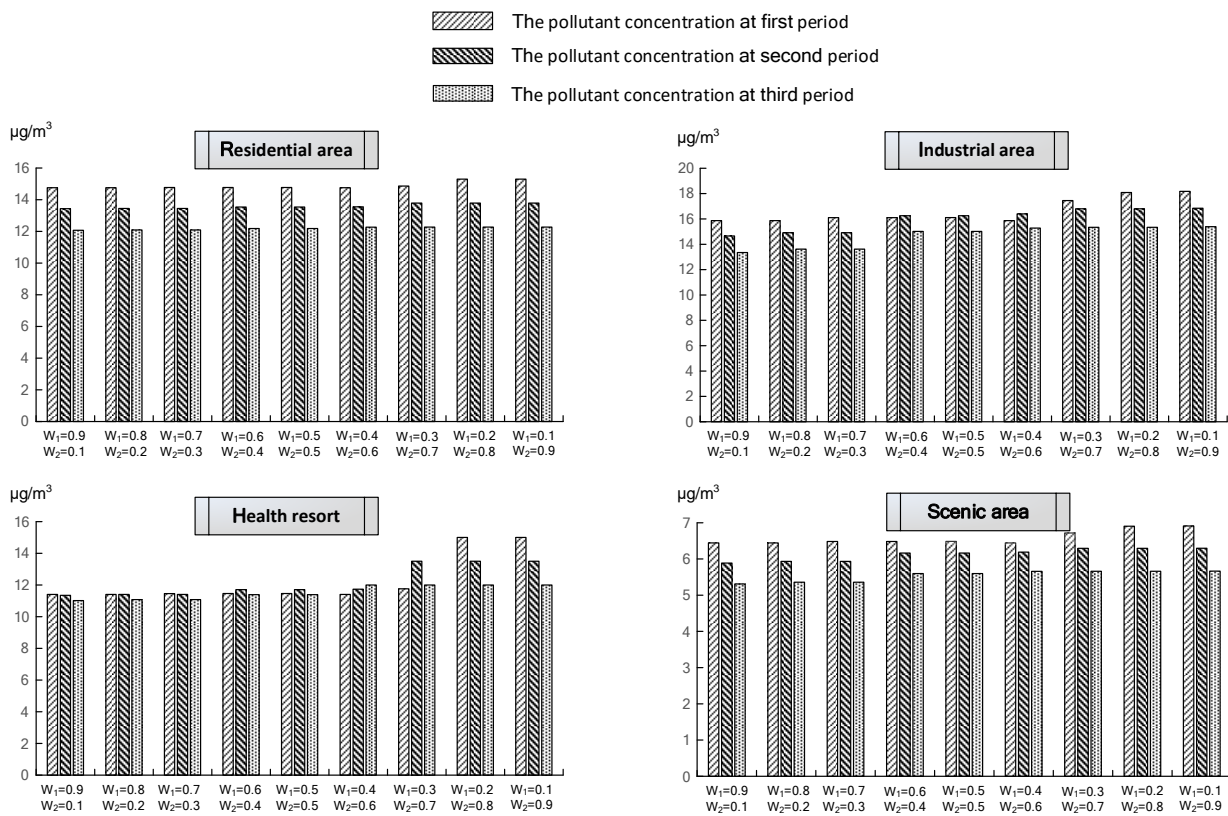 The pollutant concentration at first period
The pollutant concentration at second period
The pollutant concentration at third period
μg/m³
Residential area
16
14
12
10
8
6
4
2
0
W₁=0.9 W₁=0.8 W₁=0.7 W₁=0.6 W₁=0.5 W₁=0.4 W₁=0.3 W₁=0.2 W₁=0.1
W₂=0.1 W₂=0.2 W₂=0.3 W₂=0.4 W₂=0.5 W₂=0.6 W₂=0.7 W₂=0.8 W₂=0.9
μg/m³
Industrial area
20
18
16
14
12
10
8
6
4
2
0
W₁=0.9 W₁=0.8 W₁=0.7 W₁=0.6 W₁=0.5 W₁=0.4 W₁=0.3 W₁=0.2 W₁=0.1
W₂=0.1 W₂=0.2 W₂=0.3 W₂=0.4 W₂=0.5 W₂=0.6 W₂=0.7 W₂=0.8 W₂=0.9
μg/m³
Health resort
16
14
12
10
8
6
4
2
0
W₁=0.9 W₁=0.8 W₁=0.7 W₁=0.6 W₁=0.5 W₁=0.4 W₁=0.3 W₁=0.2 W₁=0.1
W₂=0.1 W₂=0.2 W₂=0.3 W₂=0.4 W₂=0.5 W₂=0.6 W₂=0.7 W₂=0.8 W₂=0.9
μg/m³
Scenic area
7
6
5
4
3
2
1
0
W₁=0.9 W₁=0.8 W₁=0.7 W₁=0.6 W₁=0.5 W₁=0.4 W₁=0.3 W₁=0.2 W₁=0.1
W₂=0.1 W₂=0.2 W₂=0.3 W₂=0.4 W₂=0.5 W₂=0.6 W₂=0.7 W₂=0.8 W₂=0.9